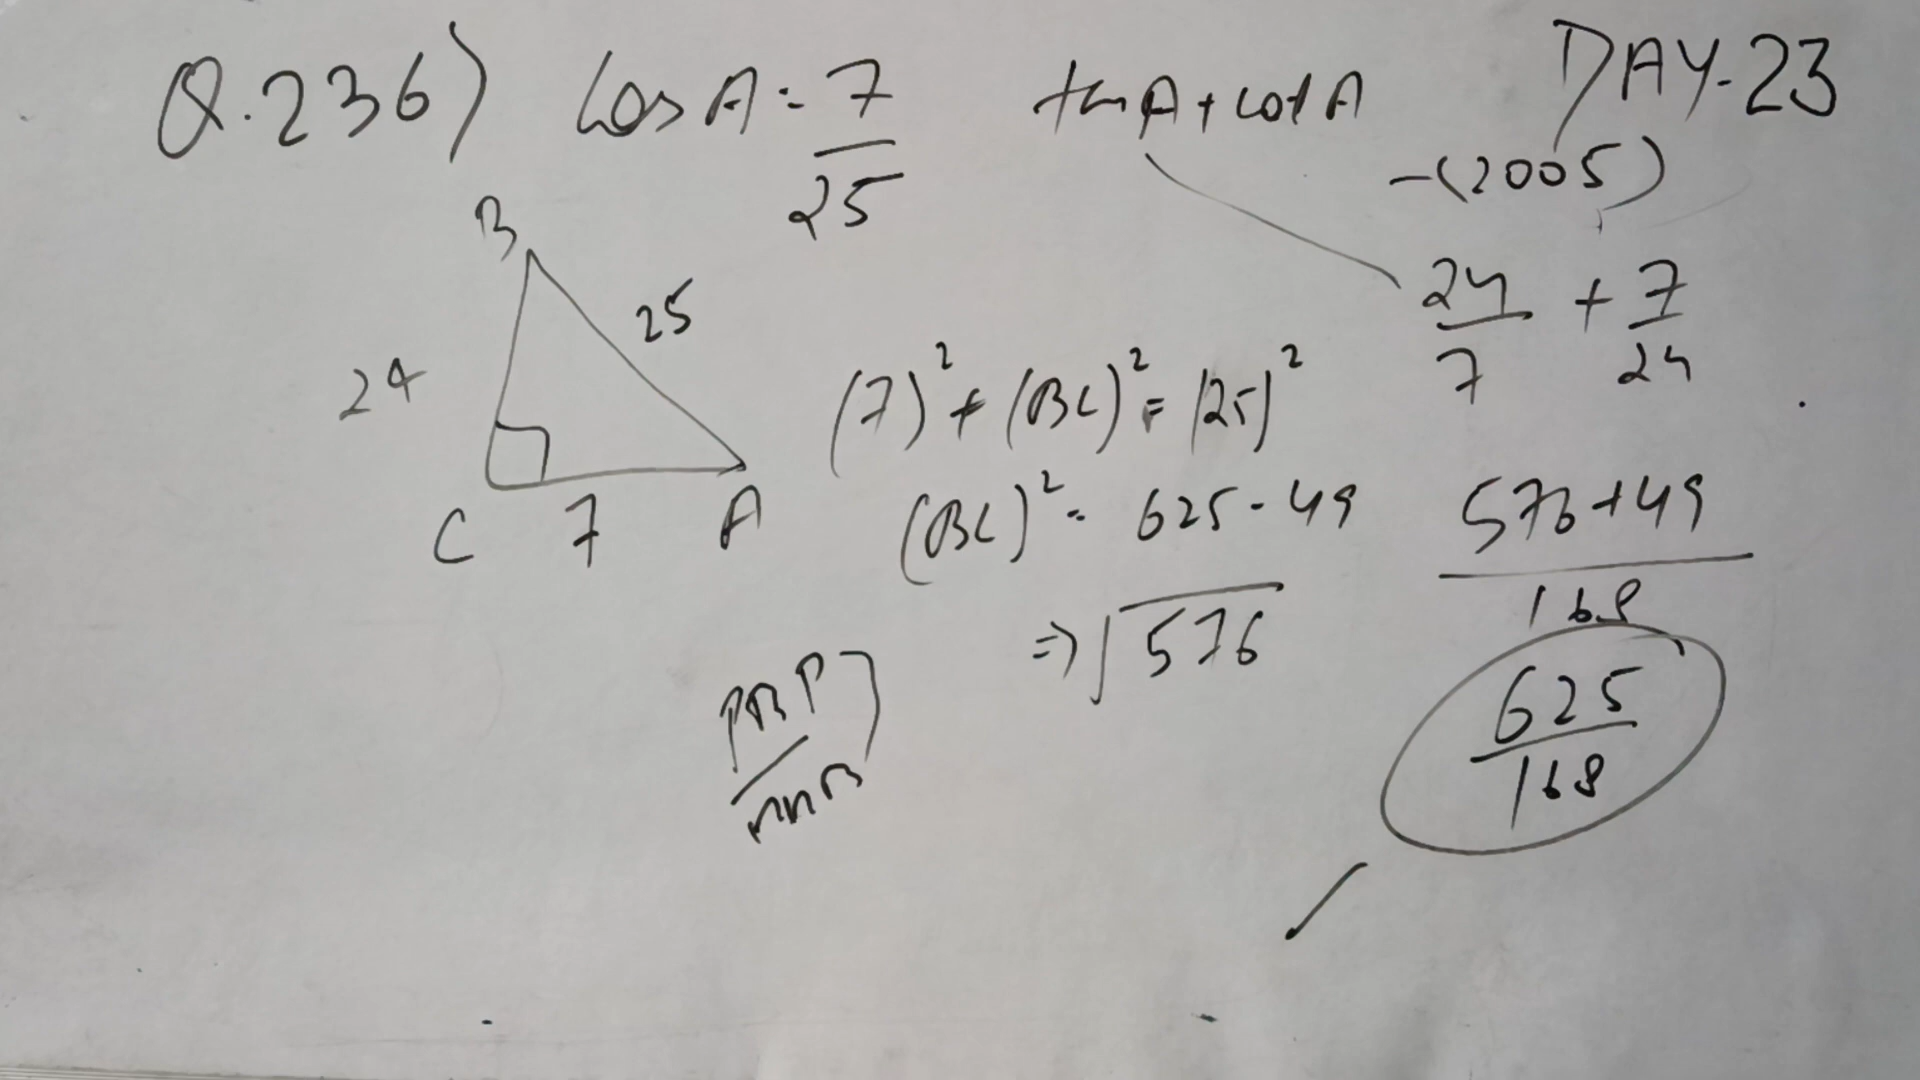 Q.236) Cos A = 7/25 tan A + cot A DAY-23
-(2005)
B
25
24
C 7 A
(7)² + (BC)² = (25)²
(BC)² = 625 - 49
⇒ √576
PBP/HHB
24/7 + 7/24
576+49/168
625/168